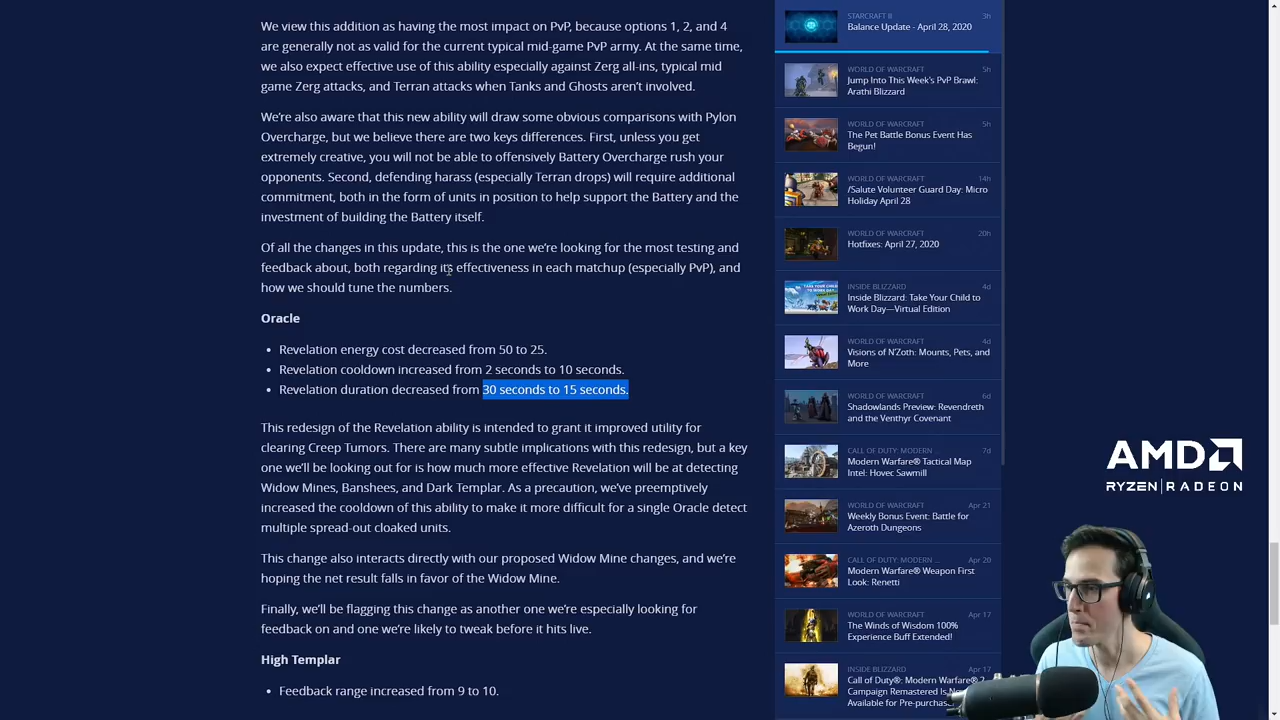 We view this addition as having the most impact on PvP, because options 1, 2, and 4
are generally not as valid for the current typical mid-game PvP army. At the same time,
we also expect effective use of this ability especially against Zerg all-ins, typical mid
game Zerg attacks, and Terran attacks when Tanks and Ghosts aren't involved.
We're also aware that this new ability will draw some obvious comparisons with Pylon
Overcharge, but we believe there are two keys differences. First, unless you get
extremely creative, you will not be able to offensively Battery Overcharge rush your
opponents. Second, defending harass (especially Terran drops) will require additional
commitment, both in the form of units in position to help support the Battery and the
investment of building the Battery itself.
Of all the changes in this update, this is the one we're looking for the most testing and
feedback about, both regarding its effectiveness in each matchup (especially PvP), and
how we should tune the numbers.
Oracle
• Revelation energy cost decreased from 50 to 25.
• Revelation cooldown increased from 2 seconds to 10 seconds.
• Revelation duration decreased from 30 seconds to 15 seconds.
This redesign of the Revelation ability is intended to grant it improved utility for
clearing Creep Tumors. There are many subtle implications with this redesign, but a key
one we'll be looking out for is how much more effective Revelation will be at detecting
Widow Mines, Banshees, and Dark Templar. As a precaution, we've preemptively
increased the cooldown of this ability to make it more difficult for a single Oracle detect
multiple spread-out cloaked units.
This change also interacts directly with our proposed Widow Mine changes, and we're
hoping the net result falls in favor of the Widow Mine.
Finally, we'll be flagging this change as another one we're especially looking for
feedback on and one we're likely to tweak before it hits live.
High Templar
• Feedback range increased from 9 to 10.
STARCRAFT II 3h
Balance Update - April 28, 2020
WORLD OF WARCRAFT 5h
Jump Into This Week's PvP Brawl:
Arathi Blizzard
WORLD OF WARCRAFT 5h
The Pet Battle Bonus Event Has
Begun!
WORLD OF WARCRAFT 14h
/Salute Volunteer Guard Day: Micro
Holiday April 28
WORLD OF WARCRAFT 20h
Hotfixes: April 27, 2020
INSIDE BLIZZARD 4d
Inside Blizzard: Take Your Child to
Work Day—Virtual Edition
WORLD OF WARCRAFT 4d
Visions of N'Zoth: Mounts, Pets, and
More
WORLD OF WARCRAFT 6d
Shadowlands Preview: Revendreth
and the Venthyr Covenant
CALL OF DUTY: MODERN ... 7d
Modern Warfare® Tactical Map
Intel: Hovec Sawmill
WORLD OF WARCRAFT Apr 21
Weekly Bonus Event: Battle for
Azeroth Dungeons
CALL OF DUTY: MODERN ... Apr 20
Modern Warfare® Weapon First
Look: Renetti
WORLD OF WARCRAFT Apr 17
The Winds of Wisdom 100%
Experience Buff Extended!
INSIDE BLIZZARD Apr 17
Call of Duty®: Modern Warfare® 2
Campaign Remastered Is
Available for Pre-purchase
AMD
RYZEN | RADEON